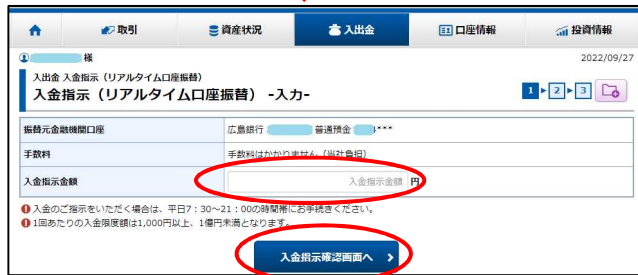 取引 資産状況 入出金 口座情報 投資情報
① 様 2022/09/27
入出金 入金指示（リアルタイム口座振替）
入金指示（リアルタイム口座振替） -入力-
1 2 3
振替元金融機関口座 広島銀行 普通預金 ***
手数料 手数料はかかりません（当社負担）
入金指示金額 入金指示金額 円
入金のご指示をいただく場合は、平日7：30～21：00の時間帯にお手続きください。
1回あたりの入金限度額は1,000円以上、1億円未満となります。
入金指示確認画面へ